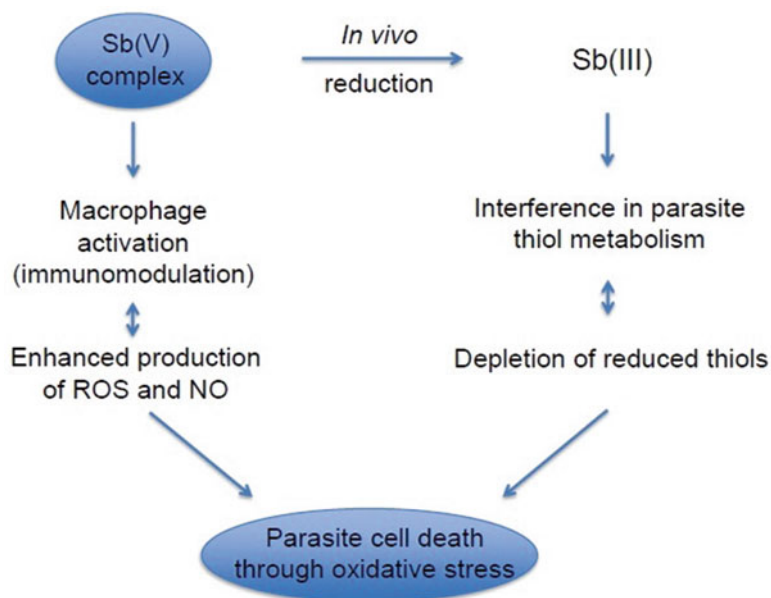 Sb(V)
complex
In vivo
reduction
Sb(III)
Macrophage
activation
(immunomodulation)
Interference in parasite
thiol metabolism
Enhanced production
of ROS and NO
Depletion of reduced thiols
Parasite cell death
through oxidative stress